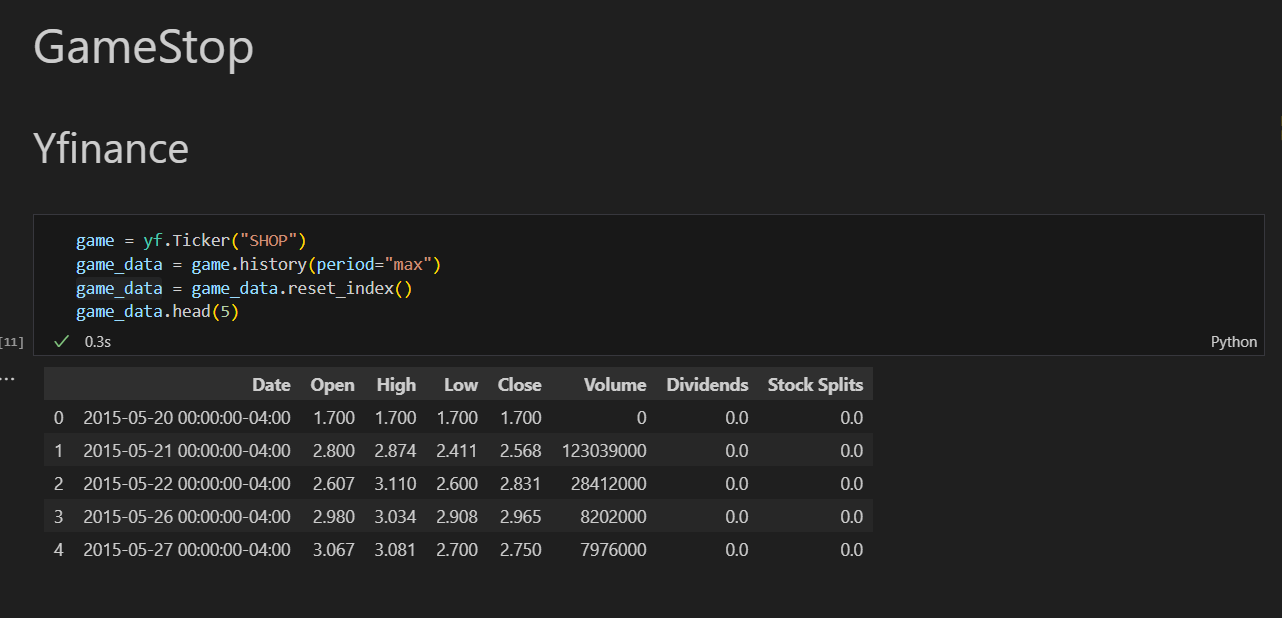 GameStop
Yfinance
game = yf.Ticker("SHOP")
game_data = game.history(period="max")
game_data = game_data.reset_index()
game_data.head(5)
[11] ✓ 0.3s Python
...
Date Open High Low Close Volume Dividends Stock Splits
0 2015-05-20 00:00:00-04:00 1.700 1.700 1.700 1.700 0 0.0 0.0
1 2015-05-21 00:00:00-04:00 2.800 2.874 2.411 2.568 123039000 0.0 0.0
2 2015-05-22 00:00:00-04:00 2.607 3.110 2.600 2.831 28412000 0.0 0.0
3 2015-05-26 00:00:00-04:00 2.980 3.034 2.908 2.965 8202000 0.0 0.0
4 2015-05-27 00:00:00-04:00 3.067 3.081 2.700 2.750 7976000 0.0 0.0